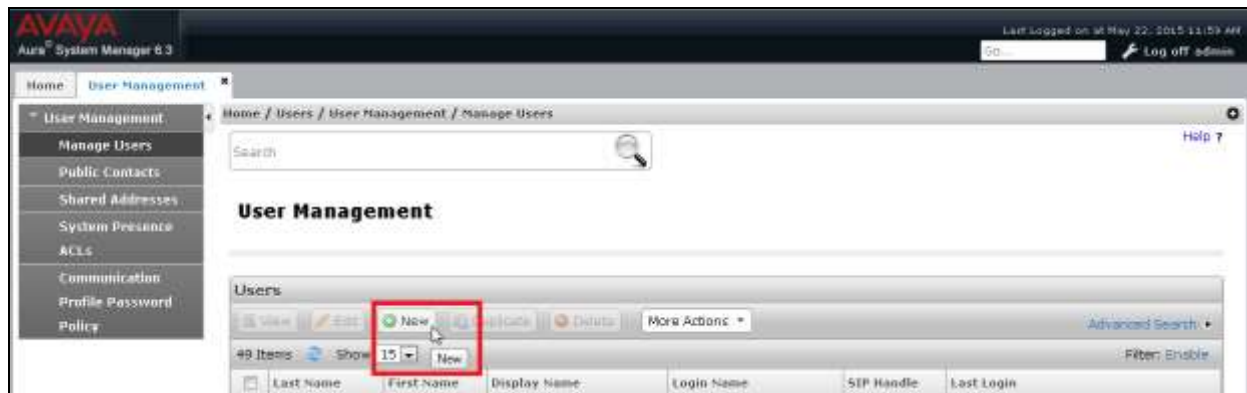 AVAYA
Aura® System Manager 6.3
Last Logged on at May 22, 2015 11:59 AM
Go...
Log off admin
Home
User Management
User Management
Manage Users
Public Contacts
Shared Addresses
System Presence
ACLs
Communication
Profile Password
Policy
Home / Users / User Management / Manage Users
Help ?
Search
User Management
Users
View
Edit
New
Duplicate
Delete
More Actions
Advanced Search
49 Items
Show 15
New
Filter: Enable
Last Name
First Name
Display Name
Login Name
SIP Handle
Last Login